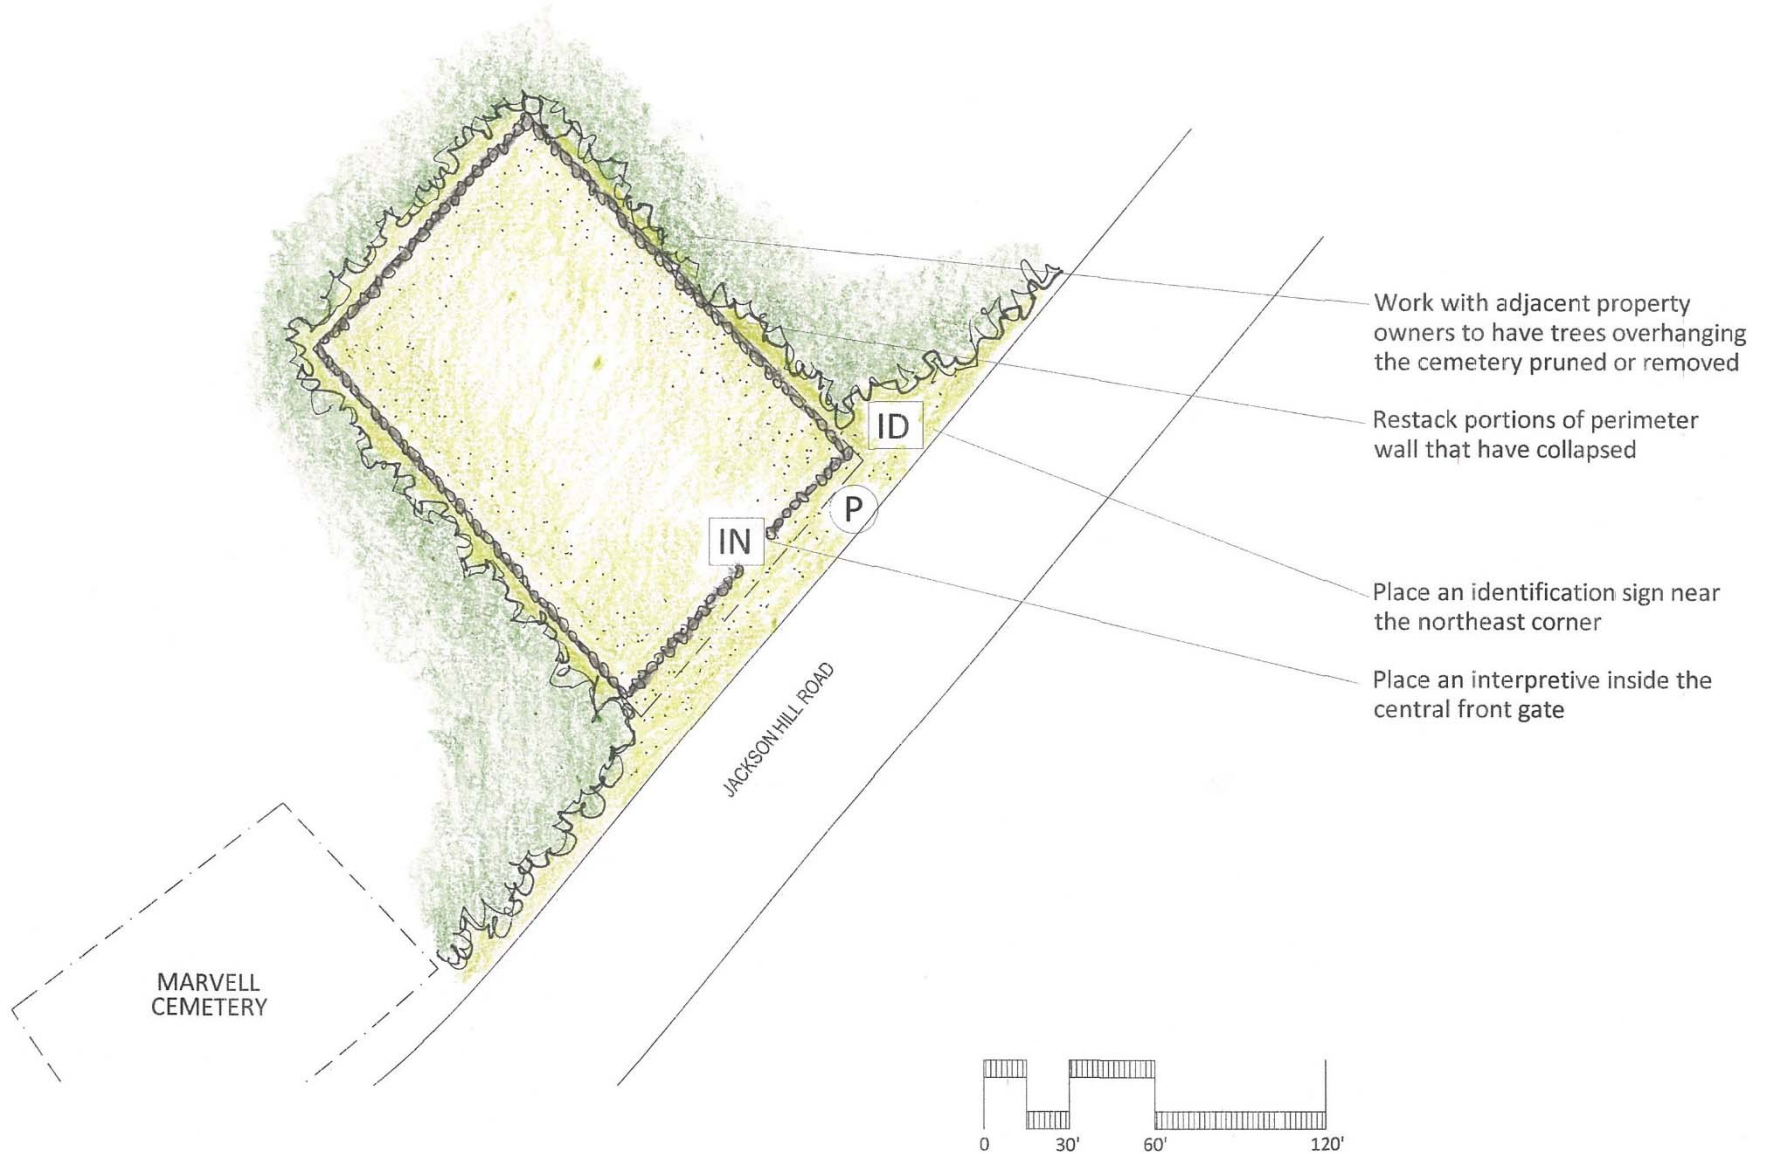 Work with adjacent property
owners to have trees overhanging
the cemetery pruned or removed
Restack portions of perimeter
wall that have collapsed
ID
P
IN
Place an identification sign near
the northeast corner
Place an interpretive inside the
central front gate
JACKSON HILL ROAD
MARVELL
CEMETERY
0 30' 60' 120'